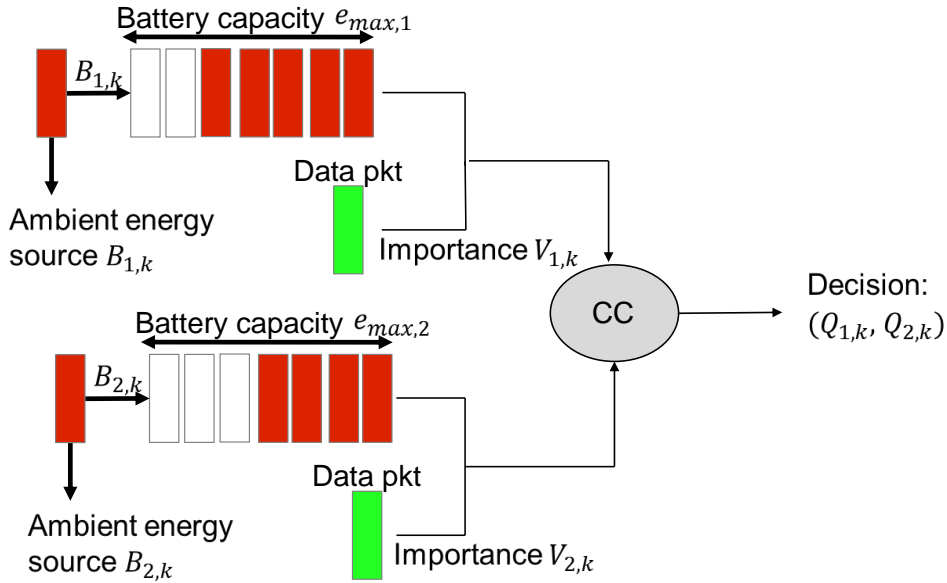 Battery capacity $e_{max,1}$
$B_{1,k}$
Data pkt
Ambient energy
source $B_{1,k}$
Importance $V_{1,k}$
CC
Decision:
$(Q_{1,k}, Q_{2,k})$
Battery capacity $e_{max,2}$
$B_{2,k}$
Data pkt
Ambient energy
source $B_{2,k}$
Importance $V_{2,k}$